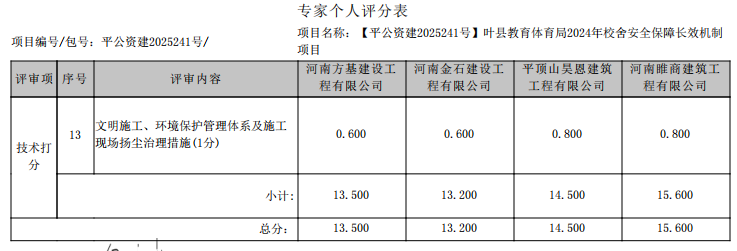 专家个人评分表
项目编号/包号：平公资建2025241号/
项目名称：【平公资建2025241号】叶县教育体育局2024年校舍安全保障长效机制
项目
评审项 序号 评审内容 河南方基建设工程有限公司 河南金石建设工程有限公司 平顶山昊恩建筑工程有限公司 河南睢商建筑工程有限公司
技术打分 13 文明施工、环境保护管理体系及施工现场扬尘治理措施(1分) 0.600 0.600 0.800 0.800
小计: 13.500 13.200 14.500 15.600
总分: 13.500 13.200 14.500 15.600